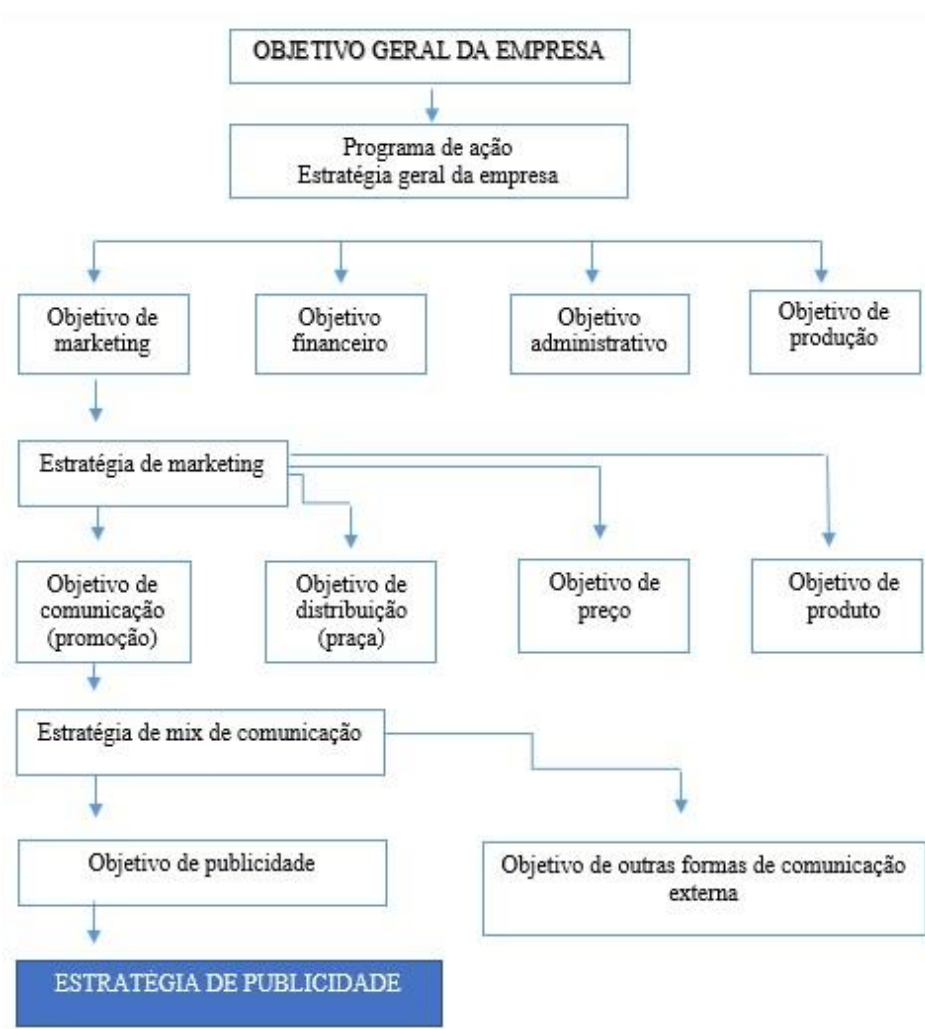 OBJETIVO GERAL DA EMPRESA
Programa de ação
Estratégia geral da empresa
Objetivo de
marketing
Objetivo
financeiro
Objetivo
administrativo
Objetivo de
produção
Estratégia de marketing
Objetivo de
comunicação
(promoção)
Objetivo de
distribuição
(praça)
Objetivo de
preço
Objetivo de
produto
Estratégia de mix de comunicação
Objetivo de publicidade
Objetivo de outras formas de comunicação
externa
ESTRATÉGIA DE PUBLICIDADE